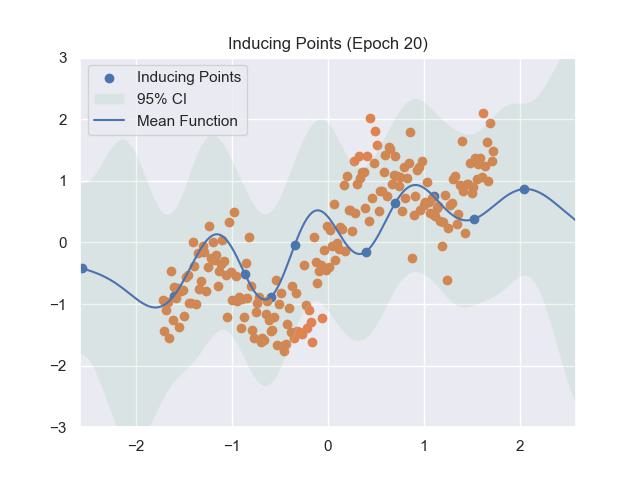 Inducing Points (Epoch 20)
3
Inducing Points
95% CI
Mean Function
2
1
0
−1
−2
−3
−2 −1 0 1 2